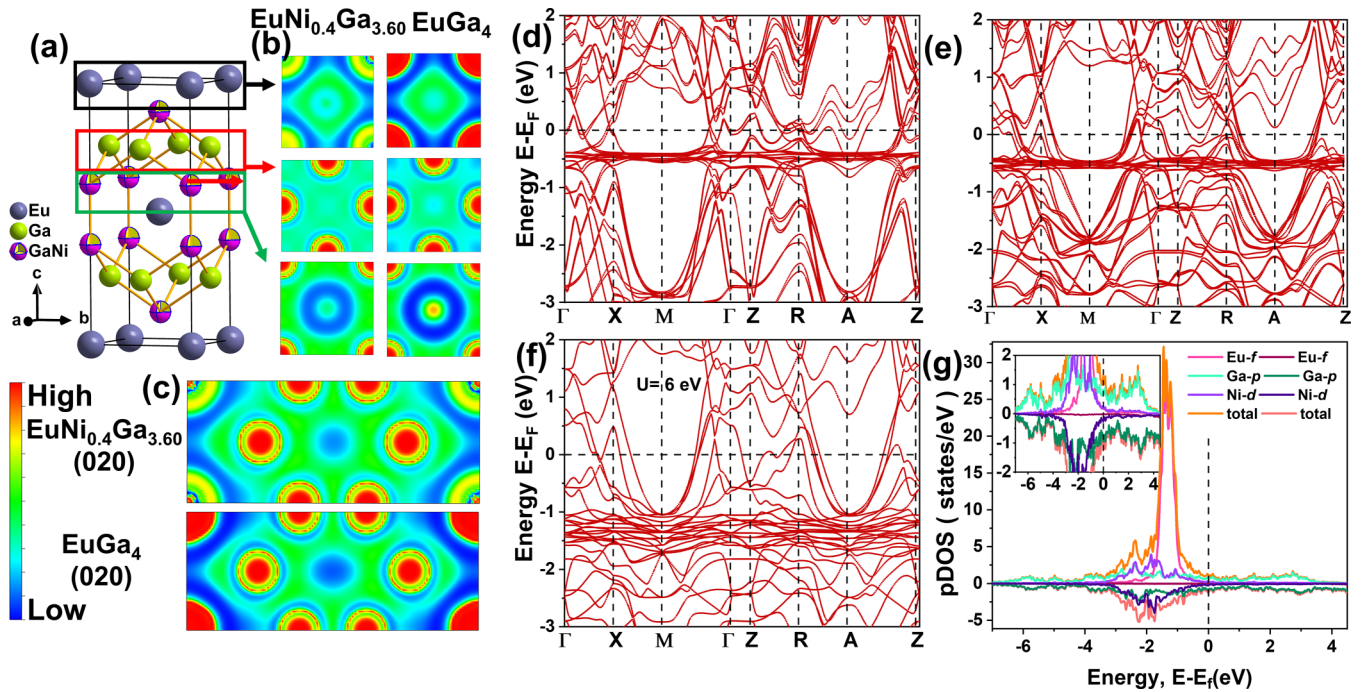 EuNi0.4Ga3.60 EuGa4
(a)
(b)
Eu
Ga
GaNi
c
a
b
High
EuNi0.4Ga3.60
(020)
EuGa4
(020)
Low
(c)
(d)
Energy E-EF (eV)
2
1
0
-1
-2
-3
Γ X M Γ Z R A Z
(e)
2
1
0
-1
-2
-3
Γ X M Γ Z R A Z
(f)
U= 6 eV
Energy E-EF (eV)
2
1
0
-1
-2
-3
Γ X M Γ Z R A Z
(g)
Eu-f Eu-f
Ga-p Ga-p
Ni-d Ni-d
total total
2
1
0
-1
-2
-6 -4 -2 0 2 4
pDOS ( states/eV)
30
25
20
15
10
5
0
-5
-6 -4 -2 0 2 4
Energy, E-Ef(eV)